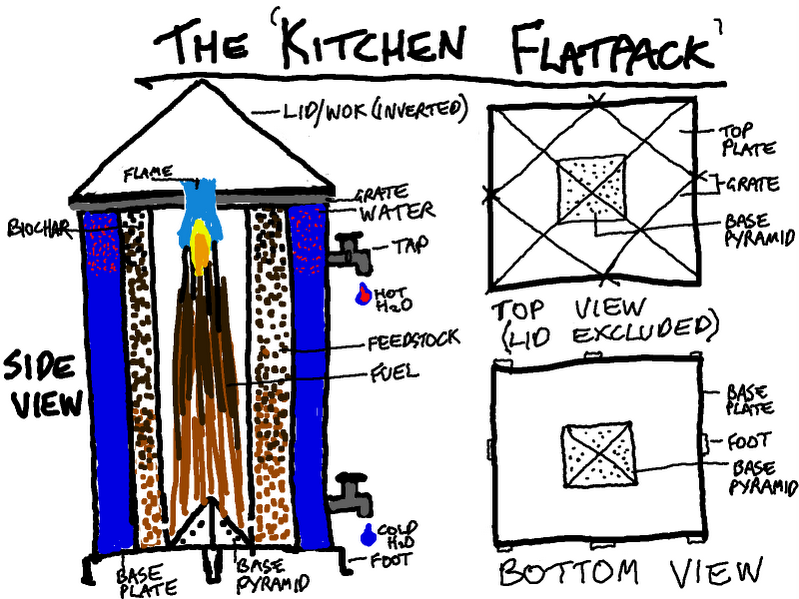 THE 'KITCHEN FLATPACK'
LID/WOK (INVERTED)
FLAME
GRATE
WATER
BIOCHAR
TAP
HOT
H2O
FEEDSTOCK
FUEL
SIDE
VIEW
COLD
H2O
FOOT
BASE
PLATE
BASE
PYRAMID
TOP
PLATE
GRATE
BASE
PYRAMID
TOP VIEW
(LID EXCLUDED)
BASE
PLATE
FOOT
BASE
PYRAMID
BOTTOM VIEW